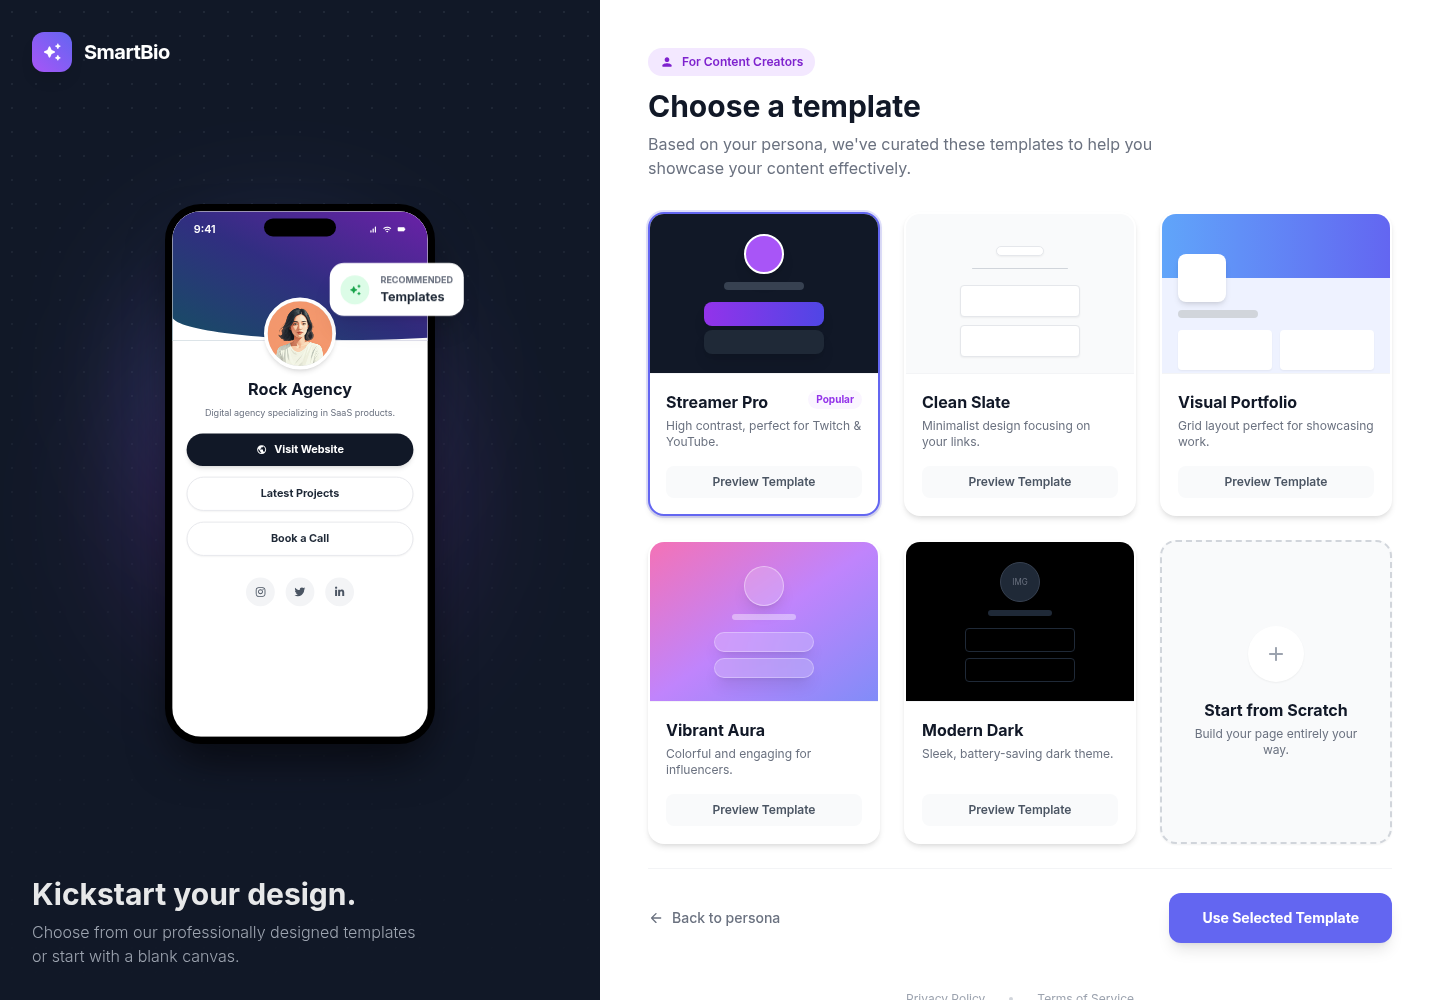 SmartBio
9:41
RECOMMENDED
Templates
Rock Agency
Digital agency specializing in SaaS products.
Visit Website
Latest Projects
Book a Call
Kickstart your design.
Choose from our professionally designed templates
or start with a blank canvas.
For Content Creators
Choose a template
Based on your persona, we've curated these templates to help you
showcase your content effectively.
Streamer Pro
Popular
High contrast, perfect for Twitch &
YouTube.
Preview Template
Clean Slate
Minimalist design focusing on
your links.
Preview Template
Visual Portfolio
Grid layout perfect for showcasing
work.
Preview Template
Vibrant Aura
Colorful and engaging for
influencers.
Preview Template
IMG
Modern Dark
Sleek, battery-saving dark theme.
Preview Template
Start from Scratch
Build your page entirely your
way.
Back to persona
Use Selected Template
Privacy Policy • Terms of Service